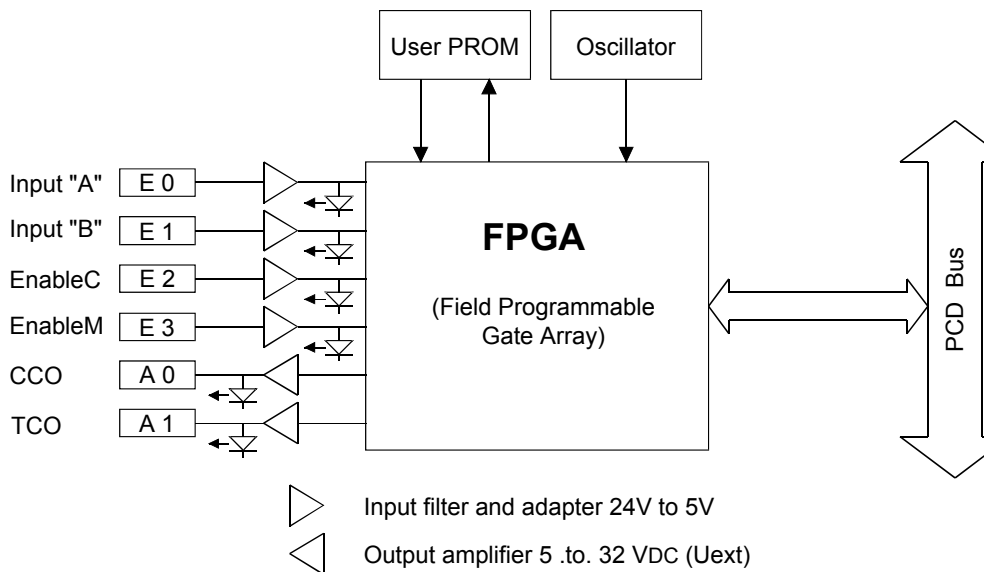 User PROM
Oscillator
Input "A"
E 0
Input "B"
E 1
EnableC
E 2
EnableM
E 3
CCO
A 0
TCO
A 1
FPGA
(Field Programmable
Gate Array)
PCD Bus
Input filter and adapter 24V to 5V
Output amplifier 5 .to. 32 VDC (Uext)